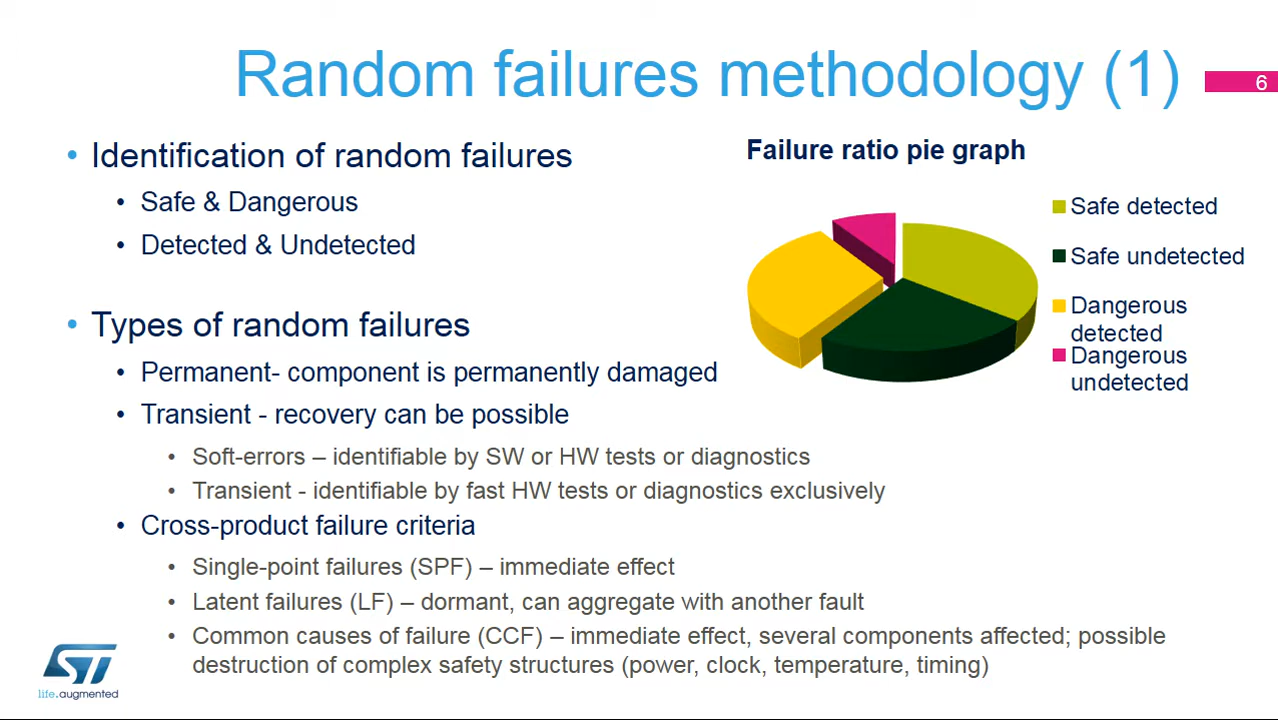 Random failures methodology (1)
6
• Identification of random failures
• Safe & Dangerous
• Detected & Undetected
• Types of random failures
• Permanent- component is permanently damaged
• Transient - recovery can be possible
• Soft-errors – identifiable by SW or HW tests or diagnostics
• Transient - identifiable by fast HW tests or diagnostics exclusively
• Cross-product failure criteria
• Single-point failures (SPF) – immediate effect
• Latent failures (LF) – dormant, can aggregate with another fault
• Common causes of failure (CCF) – immediate effect, several components affected; possible
destruction of complex safety structures (power, clock, temperature, timing)
Failure ratio pie graph
Safe detected
Safe undetected
Dangerous
detected
Dangerous
undetected
ST
life.augmented